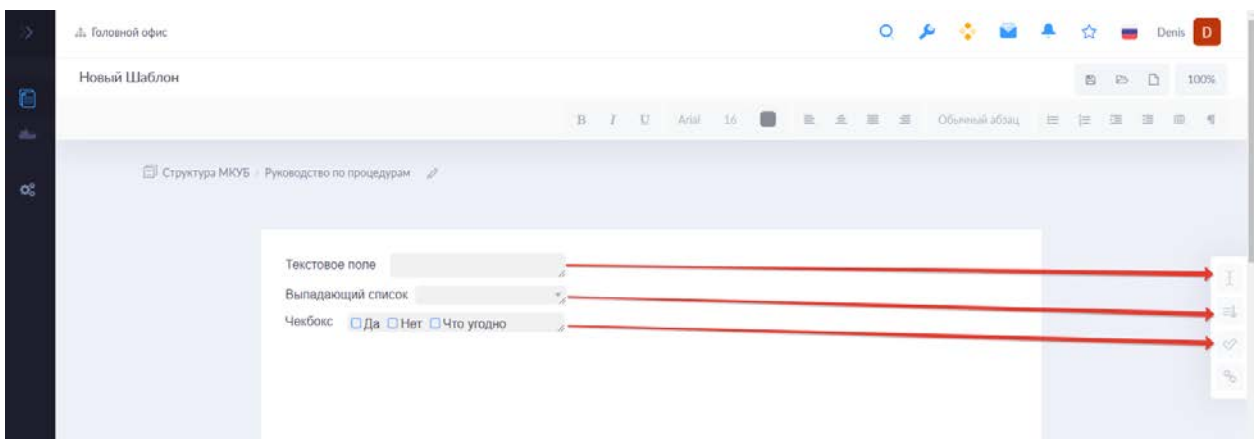 Головной офис
Denis D
Новый Шаблон
100%
B I U Arial 16 Обычный абзац
Структура МКУБ / Руководство по процедурам
Текстовое поле
Выпадающий список
Чекбокс Да Нет Что угодно